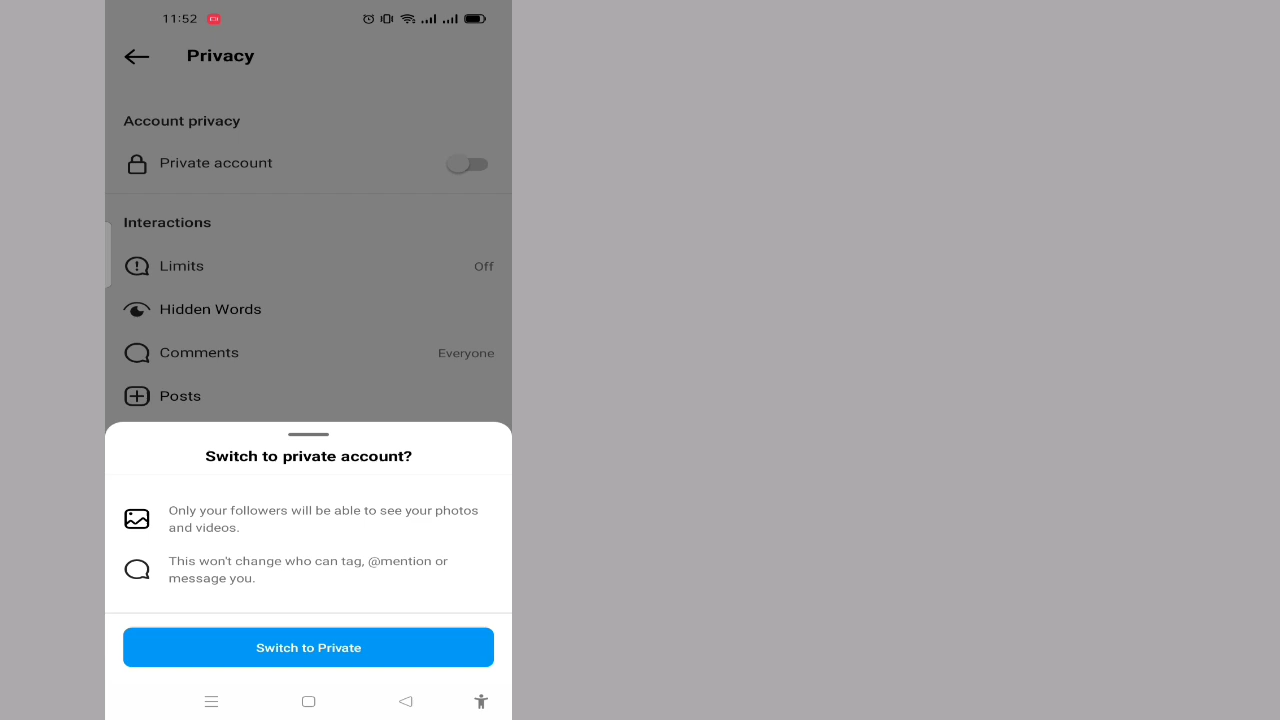 11:52
Privacy
Account privacy
Private account
Interactions
Limits Off
Hidden Words
Comments Everyone
Posts
Switch to private account?
Only your followers will be able to see your photos
and videos.
This won't change who can tag, @mention or
message you.
Switch to Private